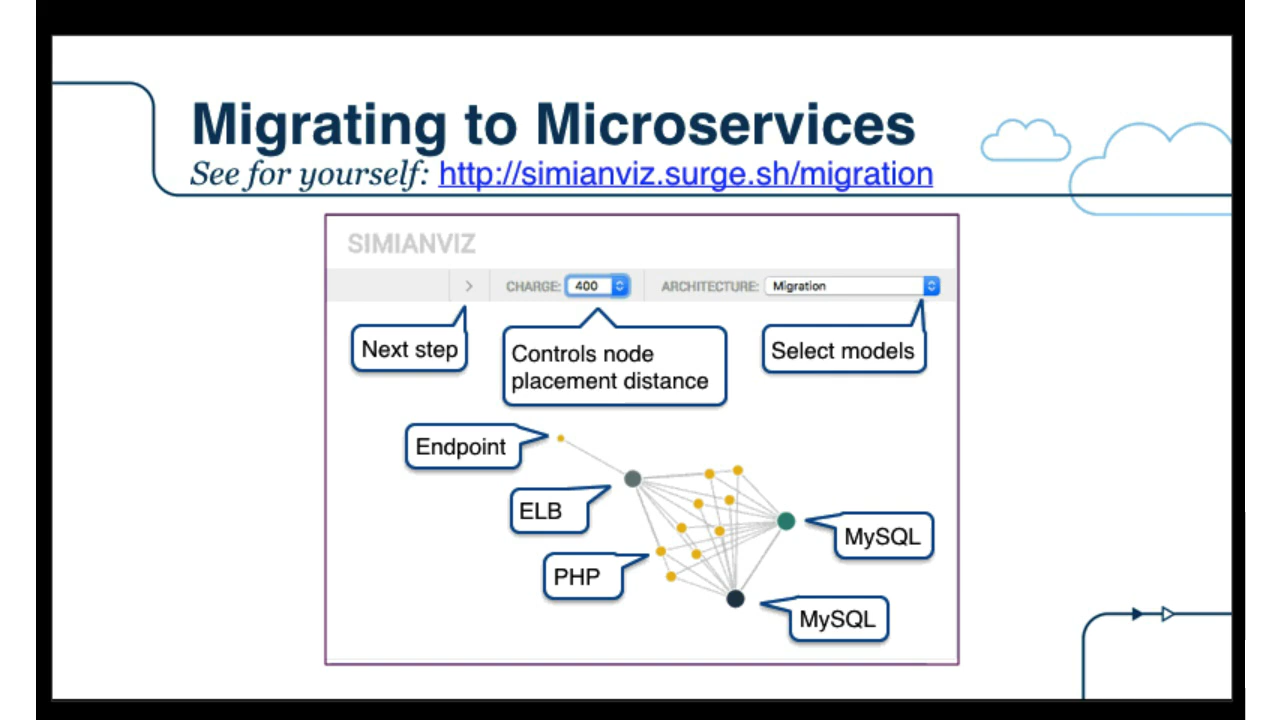 Migrating to Microservices
See for yourself: http://simianviz.surge.sh/migration
SIMIANVIZ
> CHARGE: 400 ARCHITECTURE: Migration
Next step
Controls node
placement distance
Select models
Endpoint
ELB
MySQL
PHP
MySQL